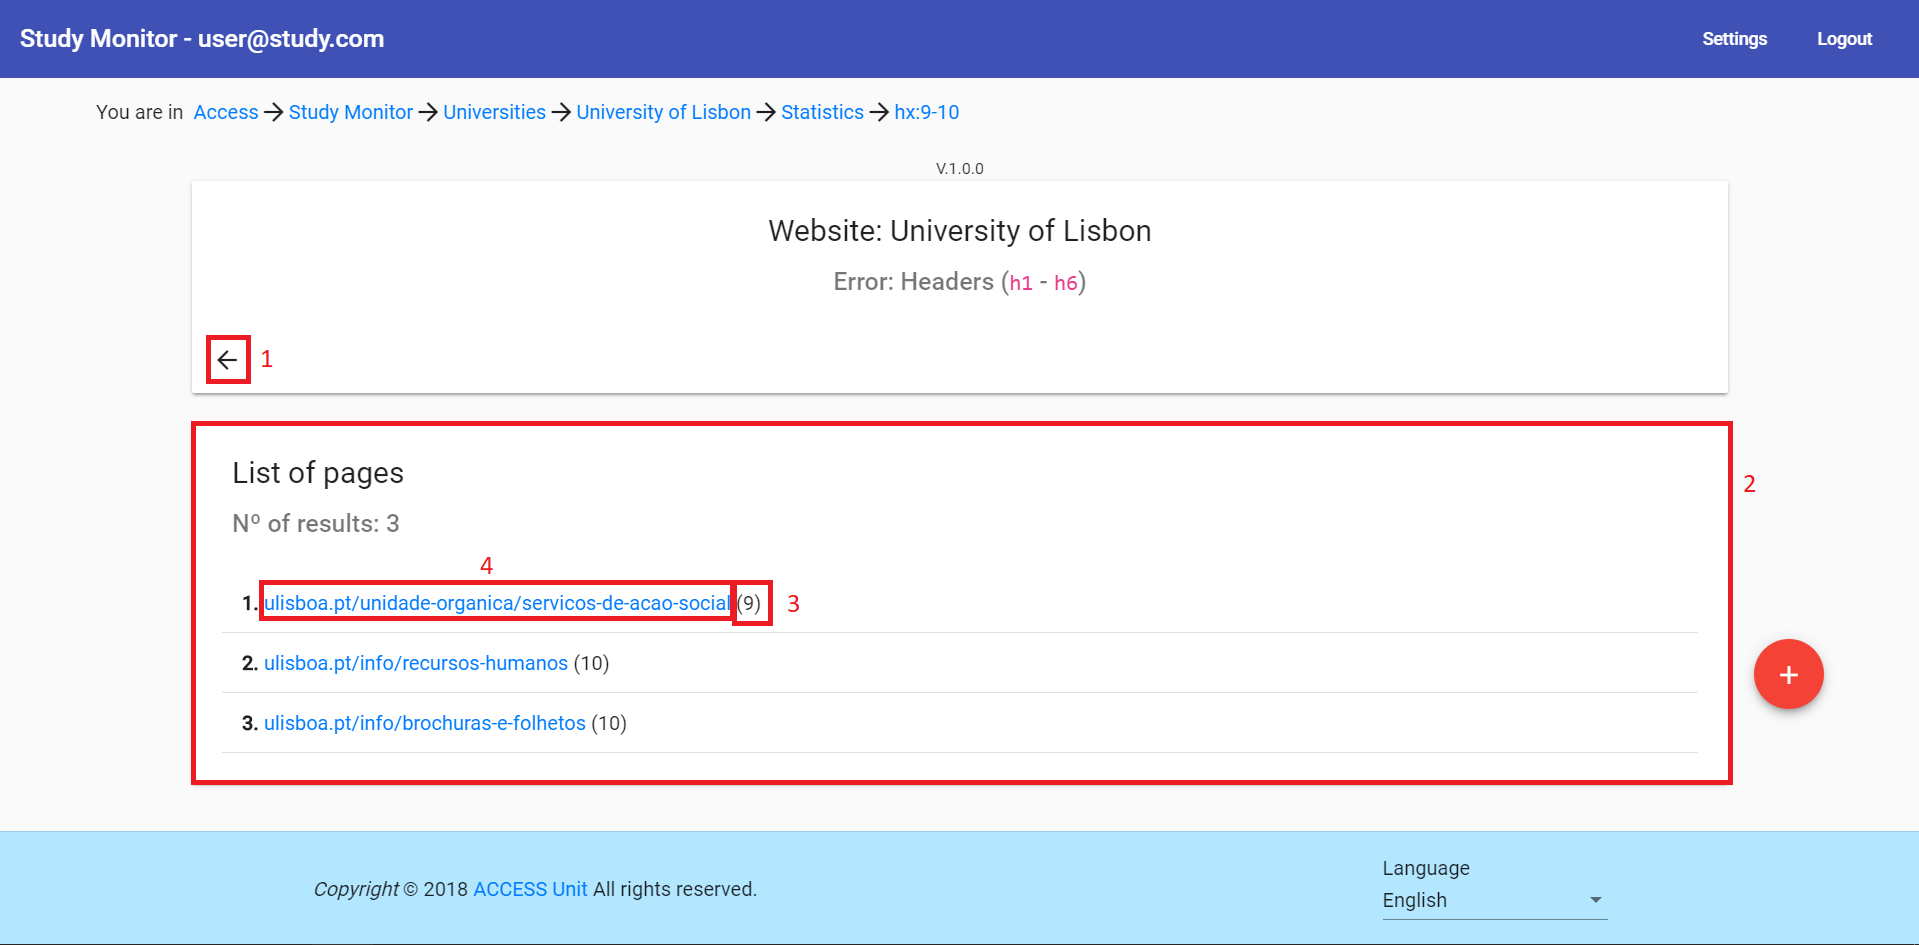 Study Monitor - user@study.com Settings Logout
You are in Access → Study Monitor → Universities → University of Lisbon → Statistics → hx:9-10
V.1.0.0
Website: University of Lisbon
Error: Headers (h1 - h6)
← 1
List of pages
2
Nº of results: 3
4
1. ulisboa.pt/unidade-organica/servicos-de-acao-social (9) 3
2. ulisboa.pt/info/recursos-humanos (10)
+
3. ulisboa.pt/info/brochuras-e-folhetos (10)
Language
Copyright © 2018 ACCESS Unit All rights reserved.
English